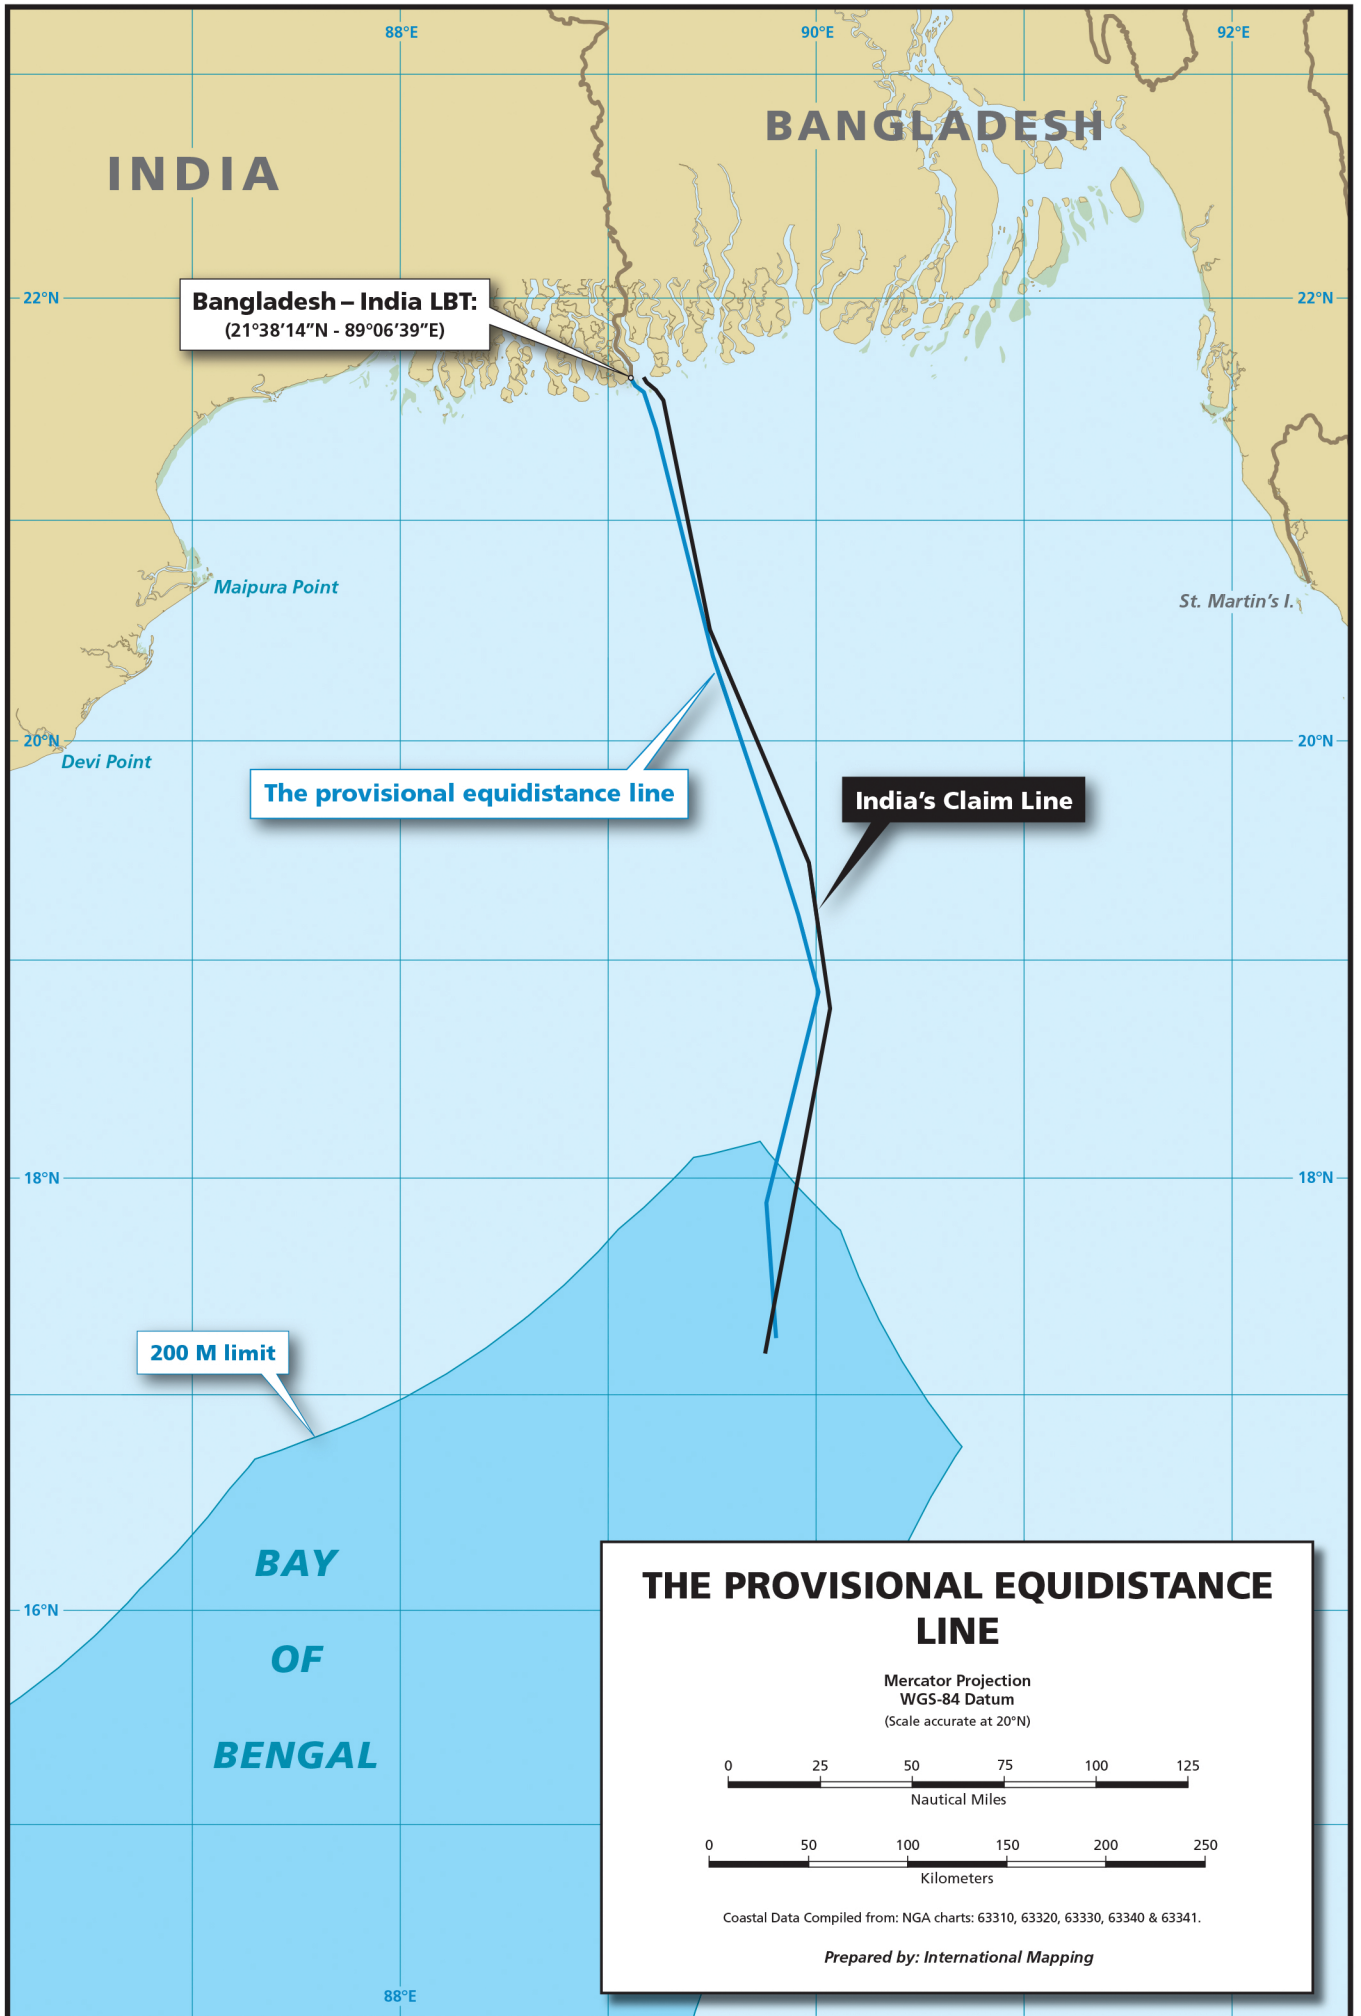 88°E
90°E
92°E
BANGLADESH
INDIA
Bangladesh – India LBT:
(21°38’14”N - 89°06’39”E)
22°N
22°N
Maipura Point
St. Martin’s I.
20°N
20°N
Devi Point
The provisional equidistance line
India’s Claim Line
18°N
18°N
200 M limit
BAY
OF
BENGAL
16°N
THE PROVISIONAL EQUIDISTANCE
LINE
Mercator Projection
WGS-84 Datum
(Scale accurate at 20°N)
0 25 50 75 100 125
Nautical Miles
0 50 100 150 200 250
Kilometers
Coastal Data Compiled from: NGA charts: 63310, 63320, 63330, 63340 & 63341.
Prepared by: International Mapping
88°E